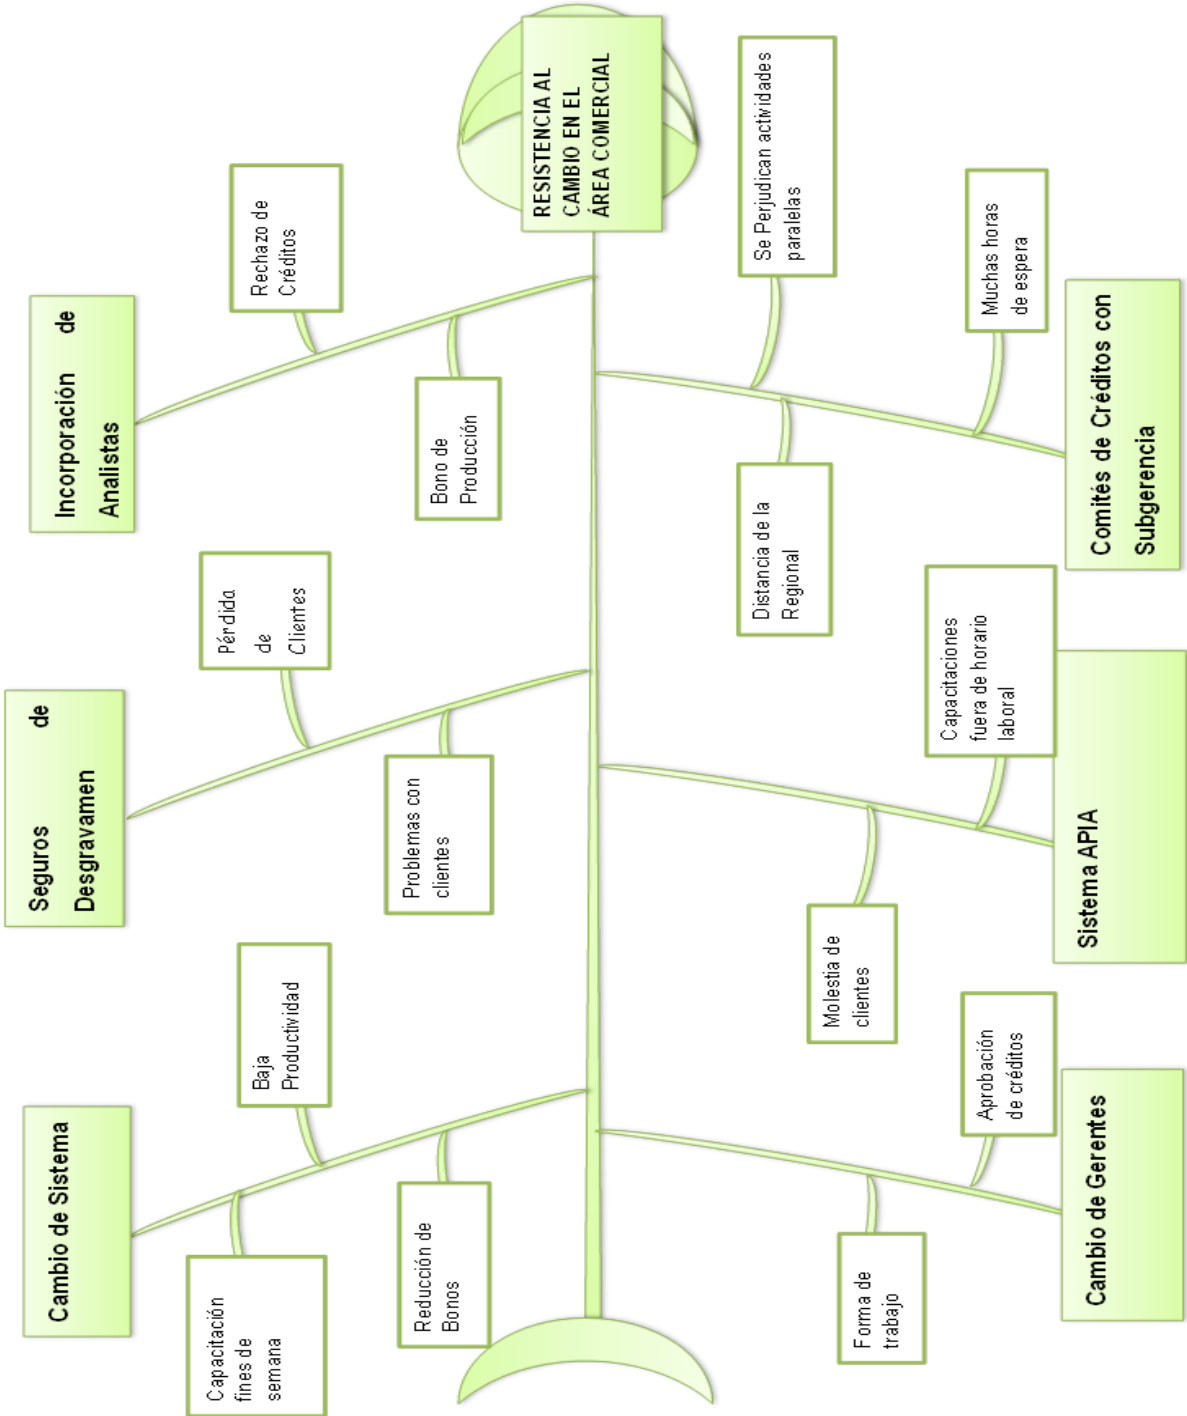 Cambio de Sistema
Capacitación
fines de
semana
Baja
Productividad
Reducción de
Bonos
Seguros de
Desgravamen
Pérdida
de
Clientes
Problemas con
clientes
Incorporación de
Analistas
Rechazo de
Créditos
Bono de
Producción
RESISTENCIA AL
CAMBIO EN EL
ÁREA COMERCIAL
Forma de
trabajo
Aprobación
de créditos
Cambio de Gerentes
Molestia de
clientes
Capacitaciones
fuera de horario
laboral
Sistema APIA
Distancia de la
Regional
Se Perjudican actividades
paralelas
Muchas horas
de espera
Comités de Créditos con
Subgerencia